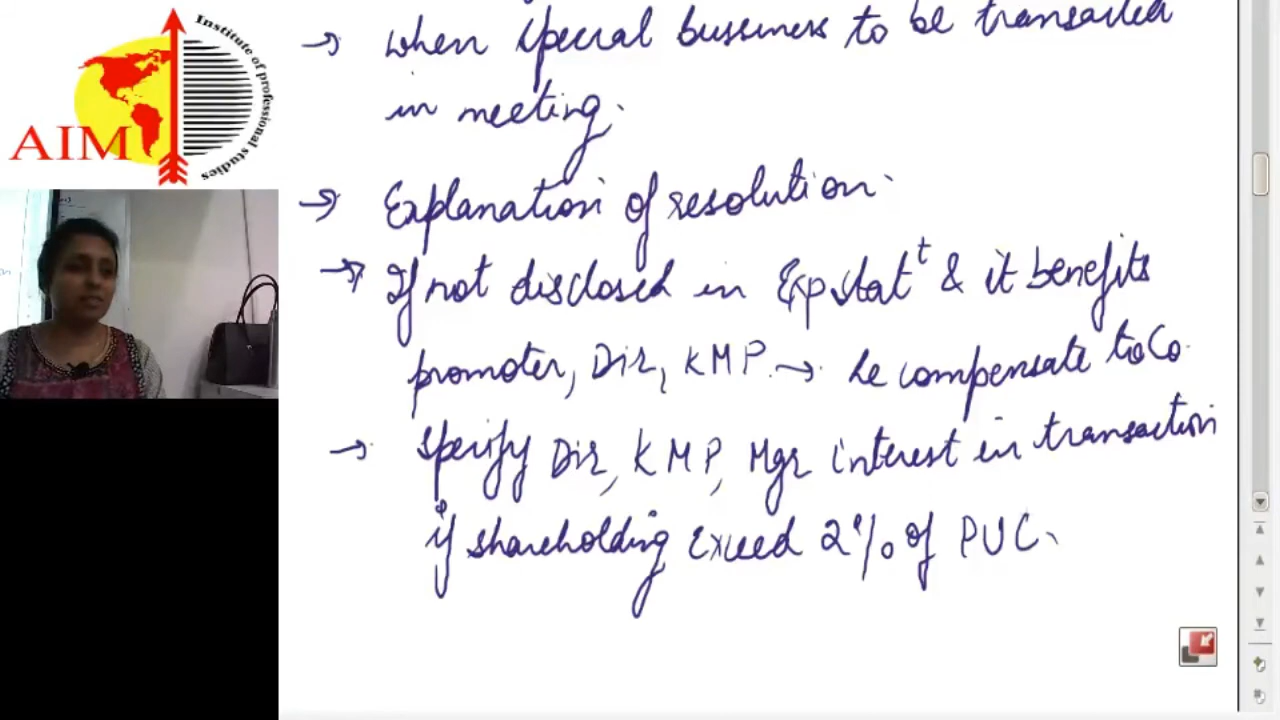 AIM
Institute of professional studies
→ when special bussiness to be transacted
in meeting.
→ Explanation of resolution.
→ If not disclosed in Exp statᵗ & it benefits
promoter, Dir, KMP → he compensate to Co.
→ specify Dir, KMP, Mgr interest in transaction
if shareholding exceed 2% of PUC.